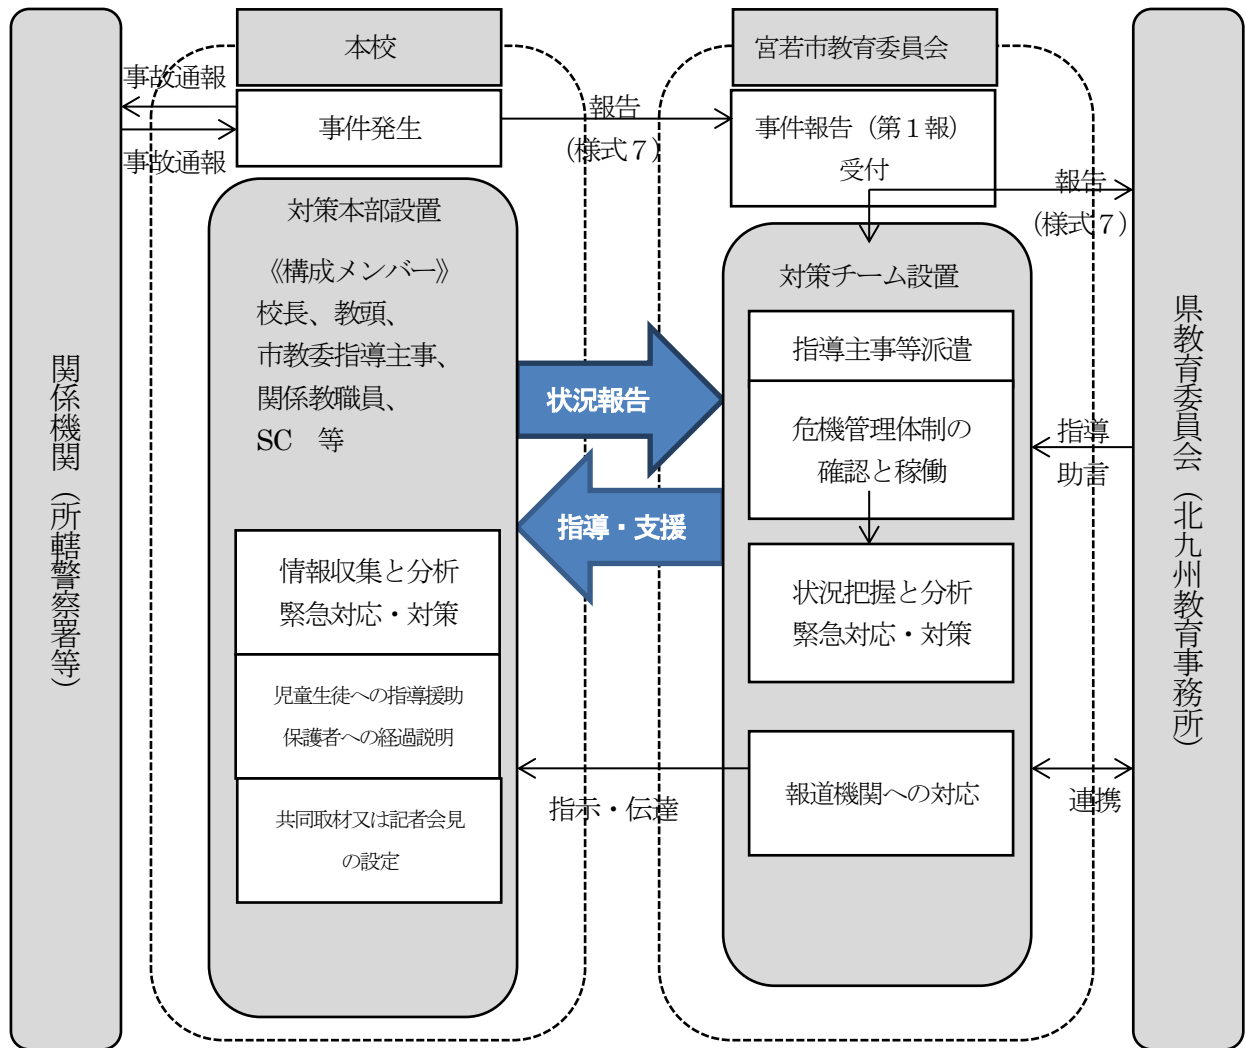 本校
宮若市教育委員会
事故通報
事故通報
事件発生
報告
（様式７）
事件報告（第１報）
受付
報告
（様式７）
対策本部設置
《構成メンバー》
校長、教頭、
市教委指導主事、
関係教職員、
SC　等
対策チーム設置
指導主事等派遣
危機管理体制の
確認と稼働
状況報告
指導・支援
指導
助言
情報収集と分析
緊急対応・対策
状況把握と分析
緊急対応・対策
児童生徒への指導援助
保護者への経過説明
共同取材又は記者会見
の設定
指示・伝達
報道機関への対応
連携
関係機関（所轄警察署等）
県教育委員会（北九州教育事務所）